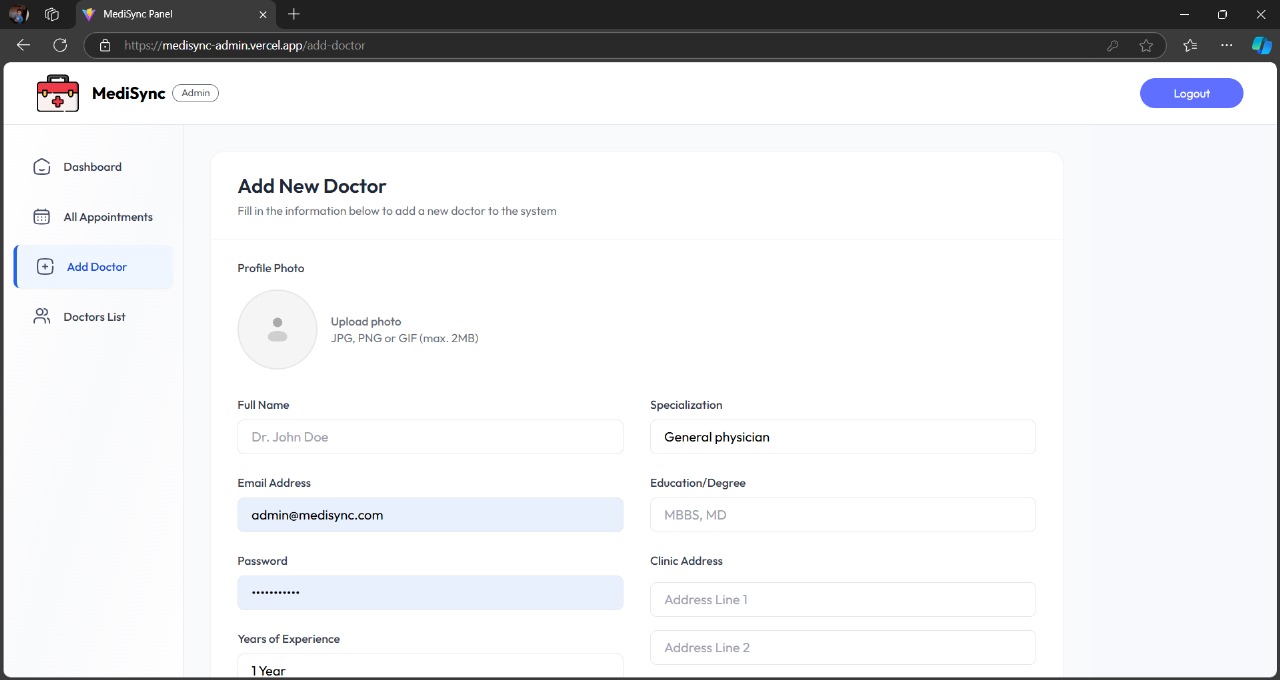 MediSync Panel
https://medisync-admin.vercel.app/add-doctor
MediSync
Admin
Logout
Dashboard
All Appointments
Add Doctor
Doctors List
Add New Doctor
Fill in the information below to add a new doctor to the system
Profile Photo
Upload photo
JPG, PNG or GIF (max. 2MB)
Full Name
Dr. John Doe
Specialization
General physician
Email Address
admin@medisync.com
Education/Degree
MBBS, MD
Password
•••••••••••
Clinic Address
Address Line 1
Address Line 2
Years of Experience
1 Year